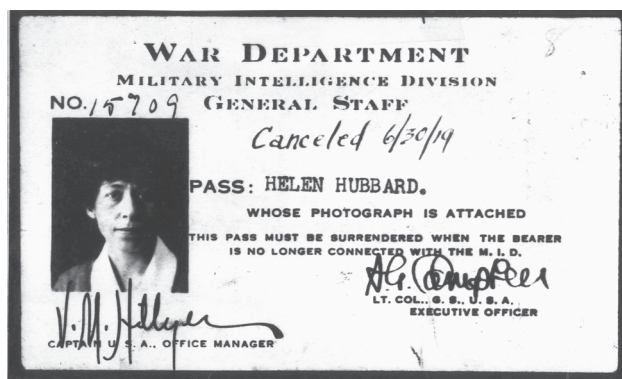 WAR DEPARTMENT
MILITARY INTELLIGENCE DIVISION
NO. 15709 GENERAL STAFF
Canceled 6/30/19
PASS: HELEN HUBBARD.
WHOSE PHOTOGRAPH IS ATTACHED
THIS PASS MUST BE SURRENDERED WHEN THE BEARER
IS NO LONGER CONNECTED WITH THE M. I. D.
LT. COL., G. S., U. S. A.
EXECUTIVE OFFICER
V. M. Hillyer
CAPTAIN U. S. A., OFFICE MANAGER